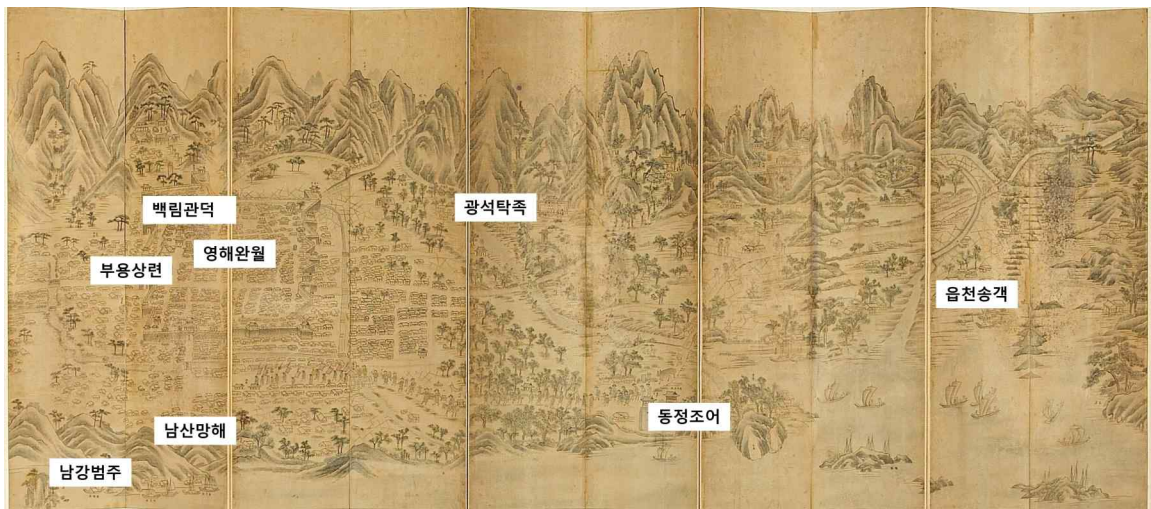 백림관덕
광석탁족
영해완월
부용상련
읍천송객
동정조어
남산망해
남강범주